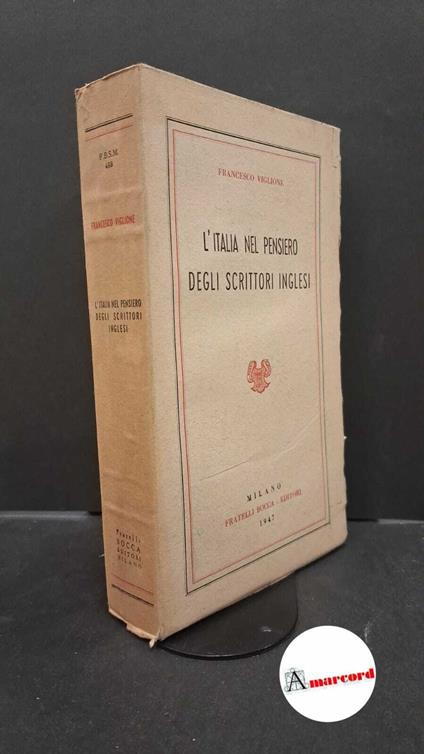 P.B.S.M.
FRANCESCO VIGLIONE
L'ITALIA NEL PENSIERO
DEGLI SCRITTORI
INGLESI
Fratelli
BOCCA
EDITORI
MILANO
FRANCESCO VIGLIONE
L'ITALIA NEL PENSIERO
DEGLI SCRITTORI INGLESI
MILANO
FRATELLI BOCCA - EDITORI
1947
Amarcord